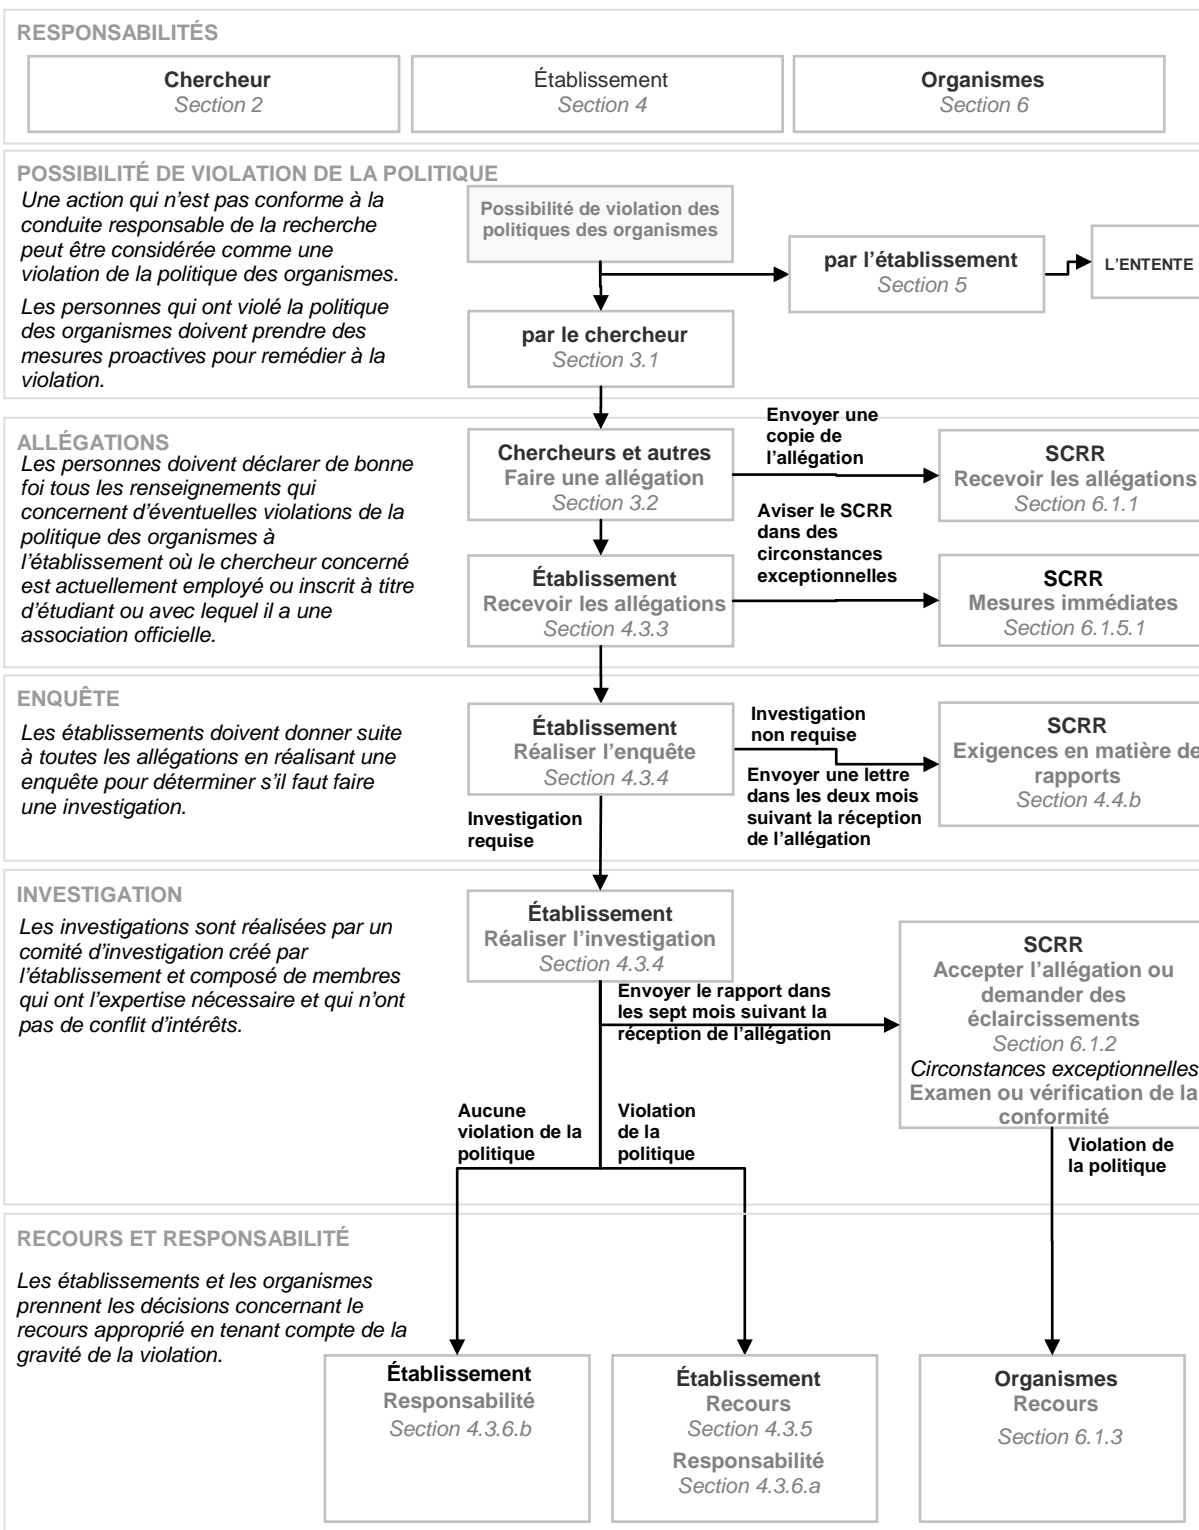 RESPONSABILITÉS
Chercheur
Section 2
Établissement
Section 4
Organismes
Section 6
POSSIBILITÉ DE VIOLATION DE LA POLITIQUE
Une action qui n’est pas conforme à la
conduite responsable de la recherche
peut être considérée comme une
violation de la politique des organismes.
Les personnes qui ont violé la politique
des organismes doivent prendre des
mesures proactives pour remédier à la
violation.
Possibilité de violation des
politiques des organismes
par l’établissement
Section 5
L’ENTENTE
par le chercheur
Section 3.1
ALLÉGATIONS
Les personnes doivent déclarer de bonne
foi tous les renseignements qui
concernent d’éventuelles violations de la
politique des organismes à
l’établissement où le chercheur concerné
est actuellement employé ou inscrit à titre
d’étudiant ou avec lequel il a une
association officielle.
Chercheurs et autres
Faire une allégation
Section 3.2
Envoyer une
copie de
l’allégation
SCRR
Recevoir les allégations
Section 6.1.1
Établissement
Recevoir les allégations
Section 4.3.3
Aviser le SCRR
dans des
circonstances
exceptionnelles
SCRR
Mesures immédiates
Section 6.1.5.1
ENQUÊTE
Les établissements doivent donner suite
à toutes les allégations en réalisant une
enquête pour déterminer s’il faut faire
une investigation.
Établissement
Réaliser l’enquête
Section 4.3.4
Investigation
non requise
Envoyer une lettre
dans les deux mois
suivant la réception
de l’allégation
SCRR
Exigences en matière de
rapports
Section 4.4.b
Investigation
requise
INVESTIGATION
Les investigations sont réalisées par un
comité d’investigation créé par
l’établissement et composé de membres
qui ont l’expertise nécessaire et qui n’ont
pas de conflit d’intérêts.
Établissement
Réaliser l’investigation
Section 4.3.4
Envoyer le rapport dans
les sept mois suivant la
réception de l’allégation
SCRR
Accepter l’allégation ou
demander des
éclaircissements
Section 6.1.2
Circonstances exceptionnelles
Examen ou vérification de la
conformité
Aucune
violation de la
politique
Violation
de la
politique
Violation de
la politique
RECOURS ET RESPONSABILITÉ
Les établissements et les organismes
prennent les décisions concernant le
recours approprié en tenant compte de la
gravité de la violation.
Établissement
Responsabilité
Section 4.3.6.b
Établissement
Recours
Section 4.3.5
Responsabilité
Section 4.3.6.a
Organismes
Recours
Section 6.1.3